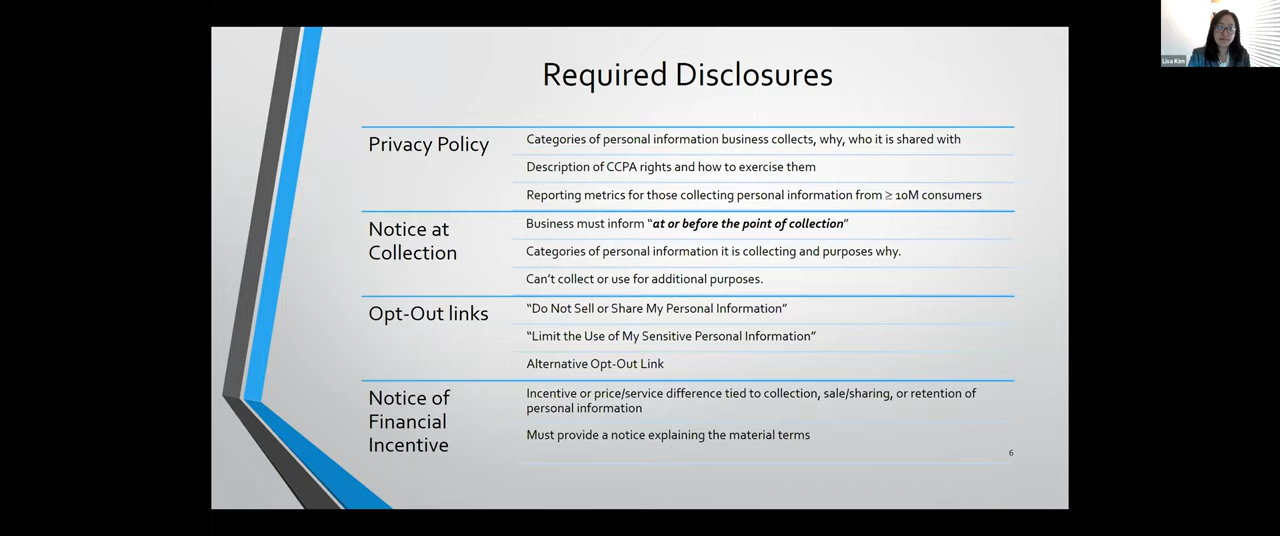 Required Disclosures
Privacy Policy
Categories of personal information business collects, why, who it is shared with
Description of CCPA rights and how to exercise them
Reporting metrics for those collecting personal information from ≥ 10M consumers
Notice at
Collection
Business must inform “at or before the point of collection”
Categories of personal information it is collecting and purposes why.
Can’t collect or use for additional purposes.
Opt-Out links
“Do Not Sell or Share My Personal Information”
“Limit the Use of My Sensitive Personal Information”
Alternative Opt-Out Link
Notice of
Financial
Incentive
Incentive or price/service difference tied to collection, sale/sharing, or retention of
personal information
Must provide a notice explaining the material terms
6
Lisa Kim